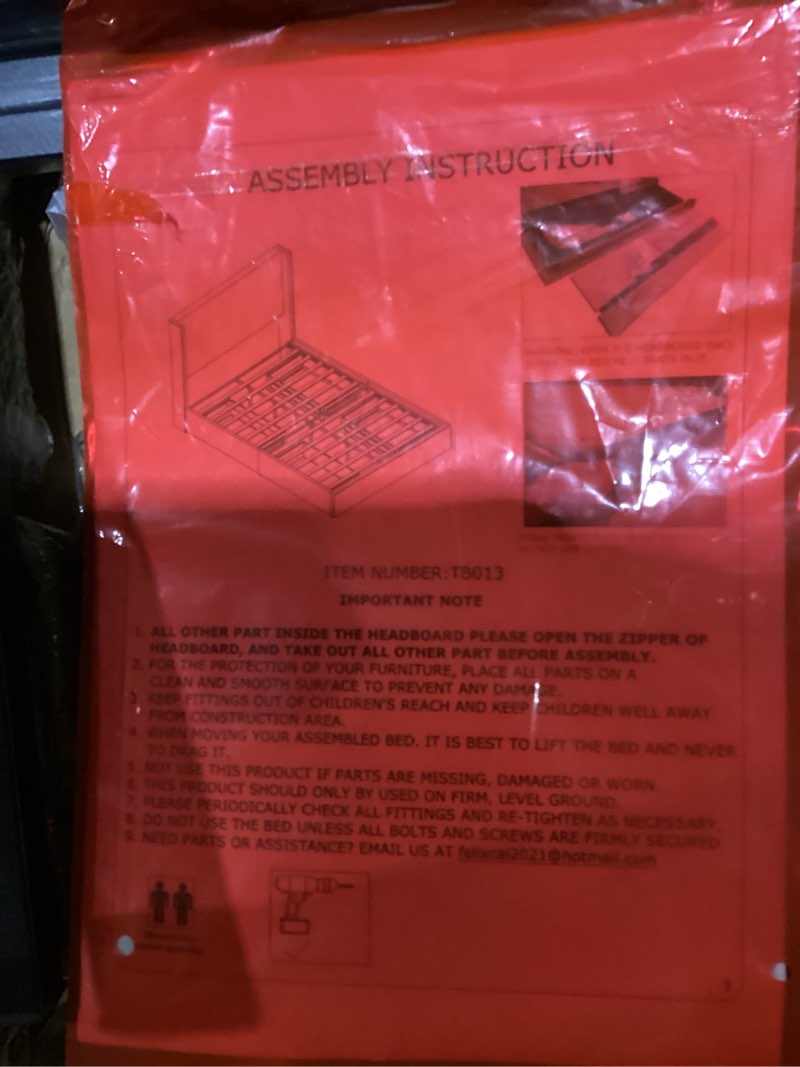 ASSEMBLY INSTRUCTION
ITEM NUMBER:TB013
IMPORTANT NOTE
1. ALL OTHER PART INSIDE THE HEADBOARD PLEASE OPEN THE ZIPPER OF
HEADBOARD, AND TAKE OUT ALL OTHER PART BEFORE ASSEMBLY.
2. FOR THE PROTECTION OF YOUR FURNITURE, PLACE ALL PARTS ON A
CLEAN AND SMOOTH SURFACE TO PREVENT ANY DAMAGE.
3. KEEP FITTINGS OUT OF CHILDREN'S REACH AND KEEP CHILDREN WELL AWAY
FROM CONSTRUCTION AREA.
4. WHEN MOVING YOUR ASSEMBLED BED. IT IS BEST TO LIFT THE BED AND NEVER
TO DRAG IT.
5. NOT USE THIS PRODUCT IF PARTS ARE MISSING, DAMAGED OR WORN.
6. THIS PRODUCT SHOULD ONLY BY USED ON FIRM, LEVEL GROUND.
7. PLEASE PERIODICALLY CHECK ALL FITTINGS AND RE-TIGHTEN AS NECESSARY.
8. DO NOT USE THE BED UNLESS ALL BOLTS AND SCREWS ARE FIRMLY SECURED.
9. NEED PARTS OR ASSISTANCE? EMAIL US AT felixcai2021@hotmail.com
1